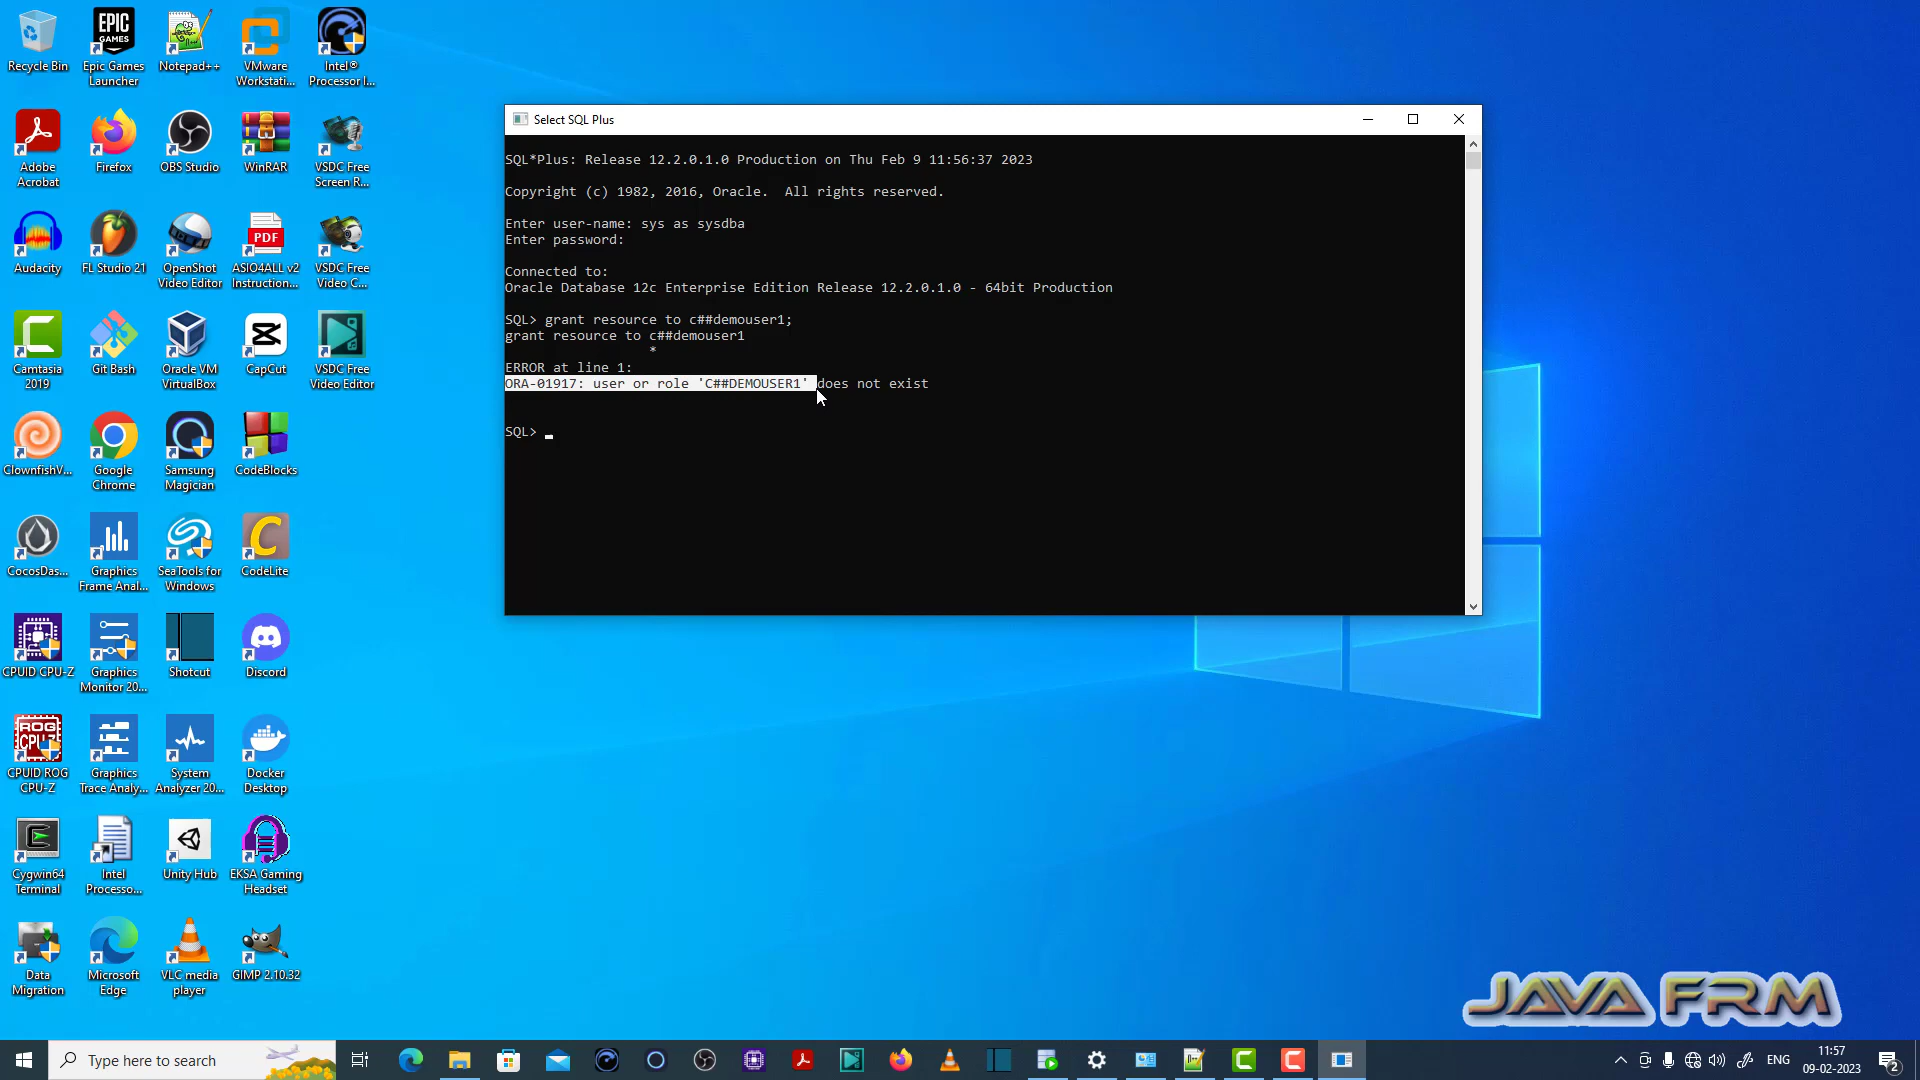 Recycle Bin
Epic Games
Launcher
Notepad++
VMware
Workstati...
Intel®
Processor I...
Adobe
Acrobat
Firefox
OBS Studio
WinRAR
VSDC Free
Screen R...
Audacity
FL Studio 21
OpenShot
Video Editor
PDF
ASIO4ALL v2
Instruction...
VSDC Free
Video C...
Camtasia
2019
Git Bash
Oracle VM
VirtualBox
CapCut
VSDC Free
Video Editor
ClownfishV...
Google
Chrome
Samsung
Magician
CodeBlocks
CocosDas...
Graphics
Frame Anal...
SeaTools for
Windows
CodeLite
CPUID CPU-Z
Graphics
Monitor 20...
Shotcut
Discord
CPUID ROG
CPU-Z
Graphics
Trace Analy...
System
Analyzer 20...
Docker
Desktop
Cygwin64
Terminal
Intel
Processo...
Unity Hub
EKSA Gaming
Headset
Data
Migration
Microsoft
Edge
VLC media
player
GIMP 2.10.32
EPIC
GAMES
ROG
CPU-Z
Select SQL Plus
SQL*Plus: Release 12.2.0.1.0 Production on Thu Feb 9 11:56:37 2023
Copyright (c) 1982, 2016, Oracle.  All rights reserved.
Enter user-name: sys as sysdba
Enter password:
Connected to:
Oracle Database 12c Enterprise Edition Release 12.2.0.1.0 - 64bit Production
SQL> grant resource to c##demouser1;
grant resource to c##demouser1
*
ERROR at line 1:
ORA-01917: user or role 'C##DEMOUSER1' does not exist
SQL> _
JAVA FRM
Type here to search
ENG
11:57
09-02-2023
2